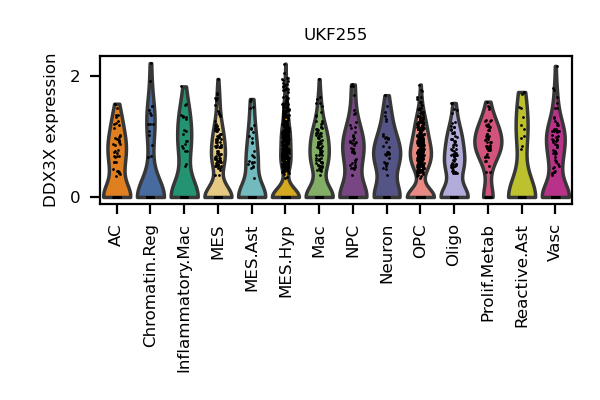 UKF255
DDX3X expression
2
0
AC
Chromatin.Reg
Inflammatory.Mac
MES
MES.Ast
MES.Hyp
Mac
NPC
Neuron
OPC
Oligo
Prolif.Metab
Reactive.Ast
Vasc